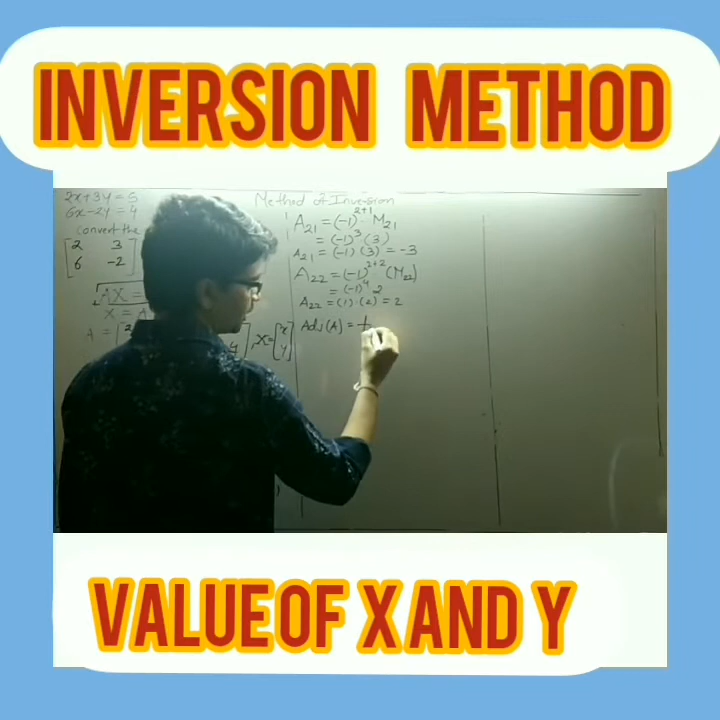 INVERSION METHOD
2x+3y=5
6x-2y=4
Convert the
[2 3
6 -2]
AX=
X = A
A = [2
y], X=[x
y]
Method of Inversion
A₂₁ = (-1)²⁺¹ M₂₁
= (-1)³ (3)
A₂₁ = (-1) (3) = -3
A₂₂ = (-1)²⁺² (M₂₂)
= (-1)⁴ 2
A₂₂ = (1)·(2) = 2
Adj (A) =
VALUE OF X AND Y